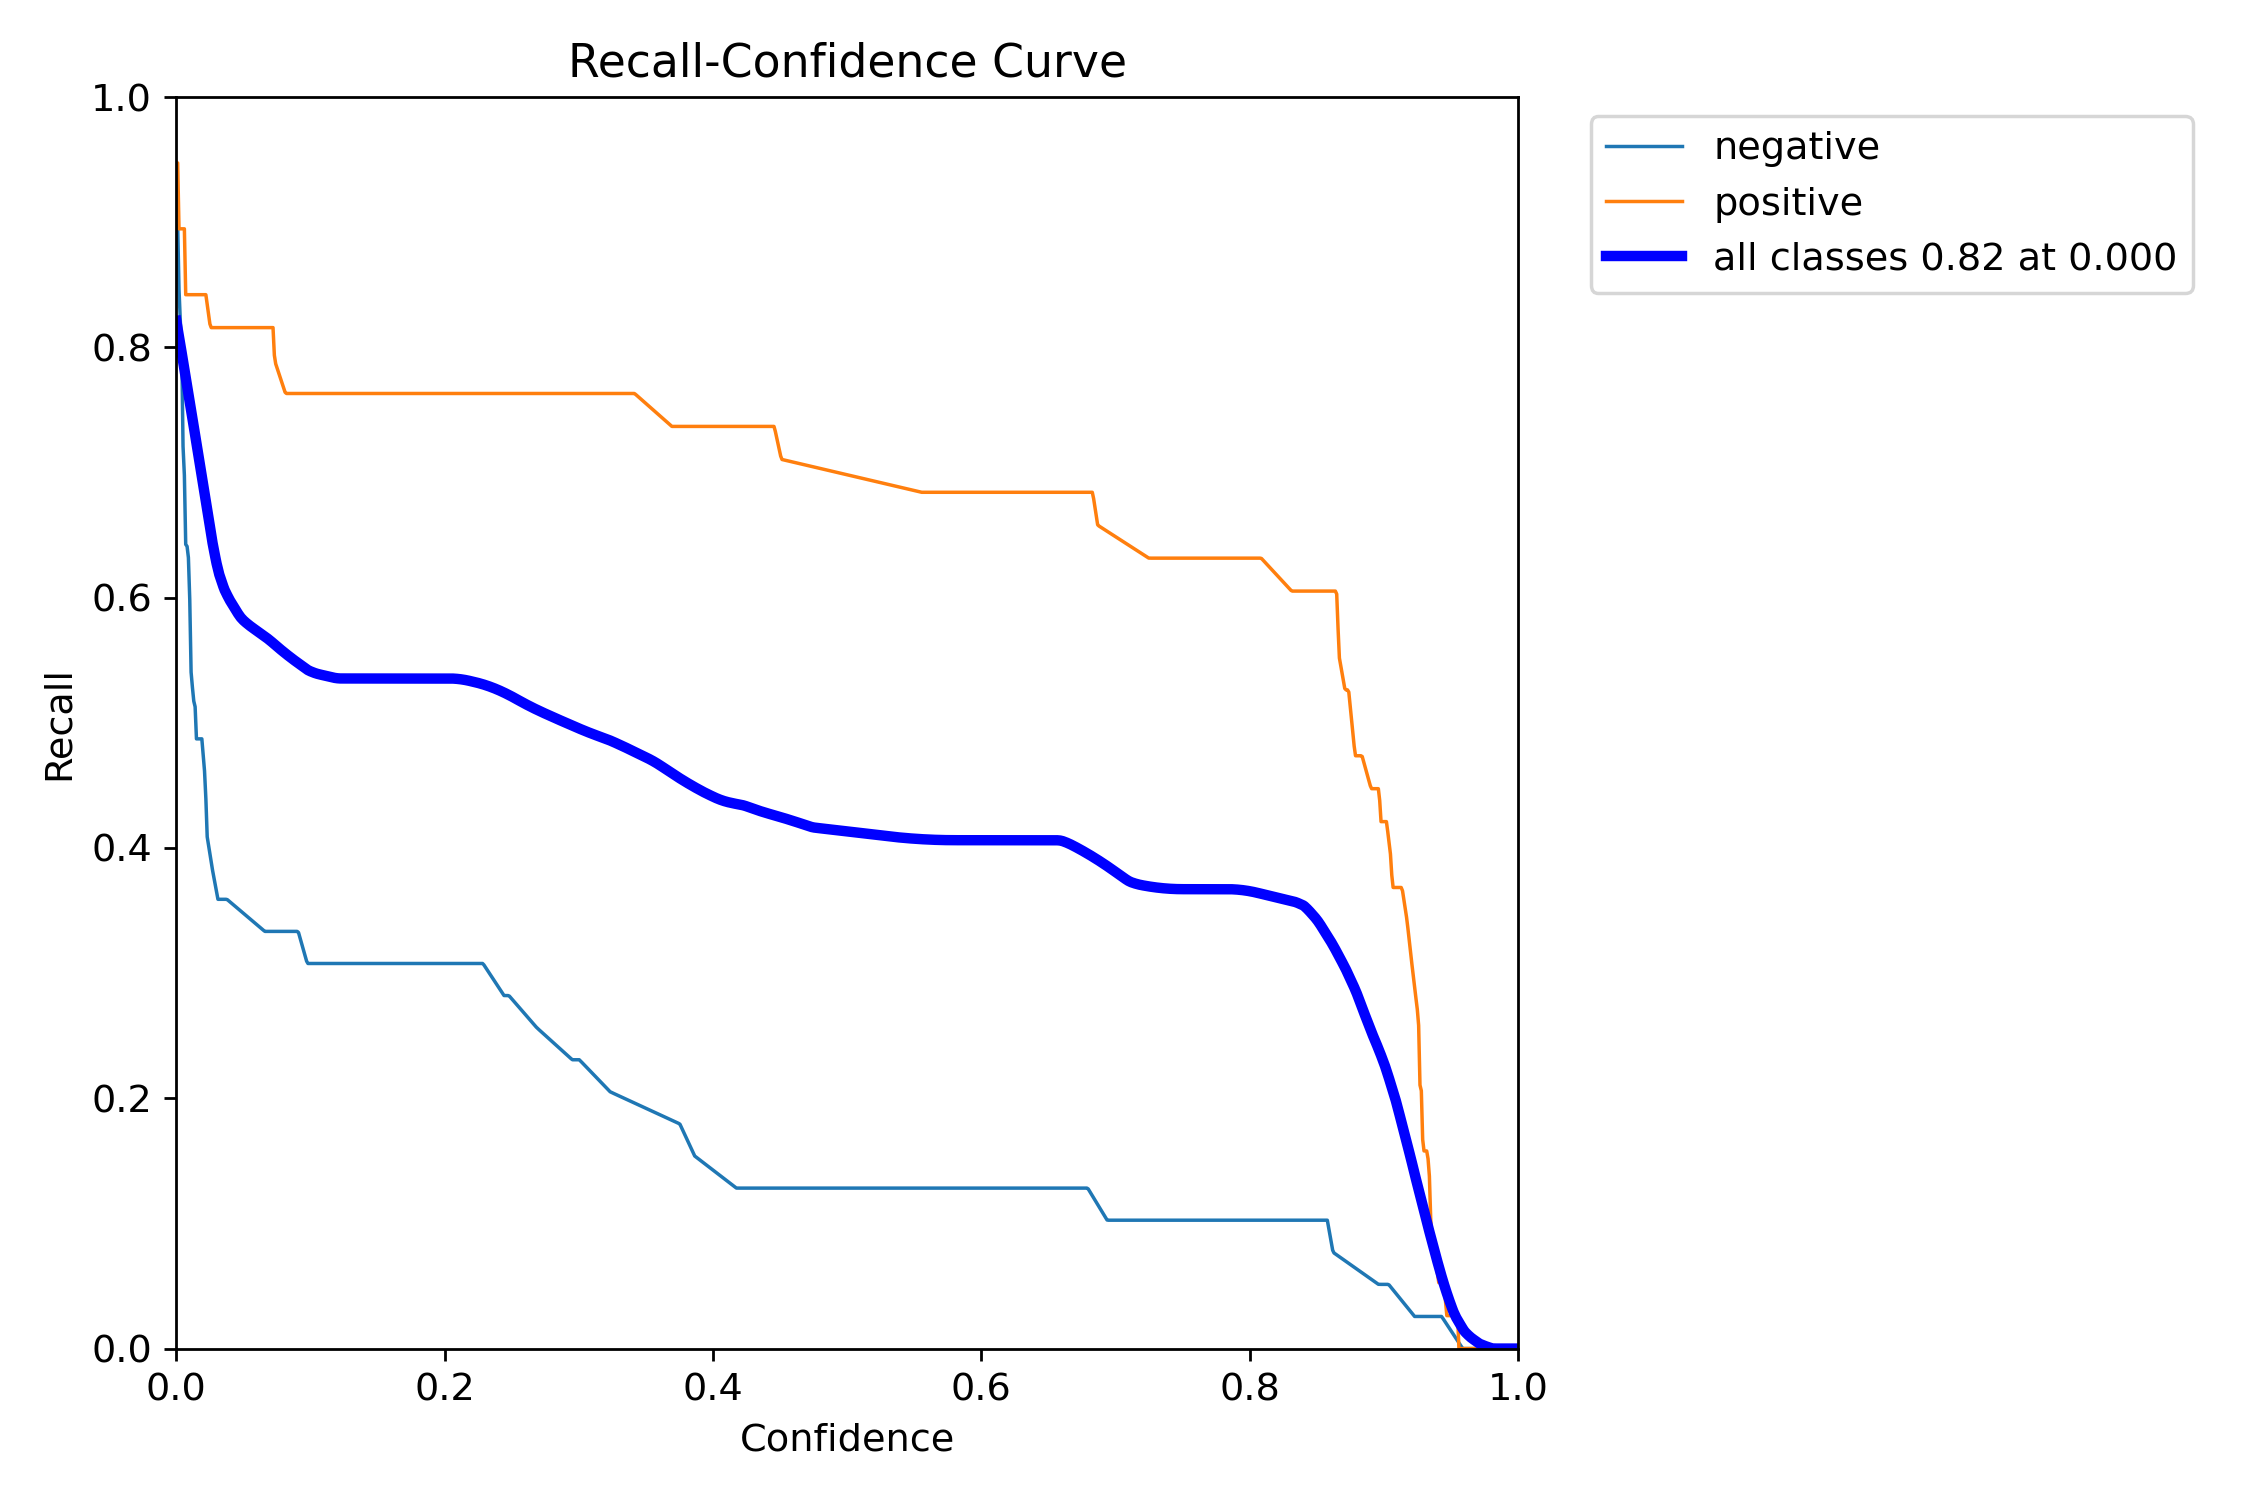 Recall-Confidence Curve
1.0
0.8
0.6
0.4
0.2
0.0
Recall
0.0 0.2 0.4 0.6 0.8 1.0
Confidence
negative
positive
all classes 0.82 at 0.000